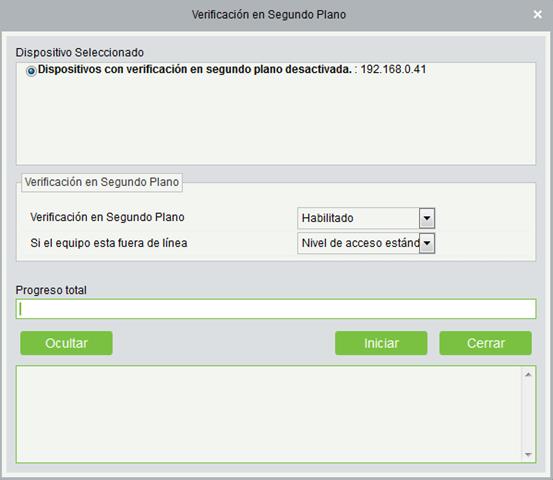 Verificación en Segundo Plano
Dispositivo Seleccionado
Dispositivos con verificación en segundo plano desactivada. : 192.168.0.41
Verificación en Segundo Plano
Verificación en Segundo Plano
Habilitado
Si el equipo esta fuera de línea
Nivel de acceso estánd
Progreso total
Ocultar
Iniciar
Cerrar